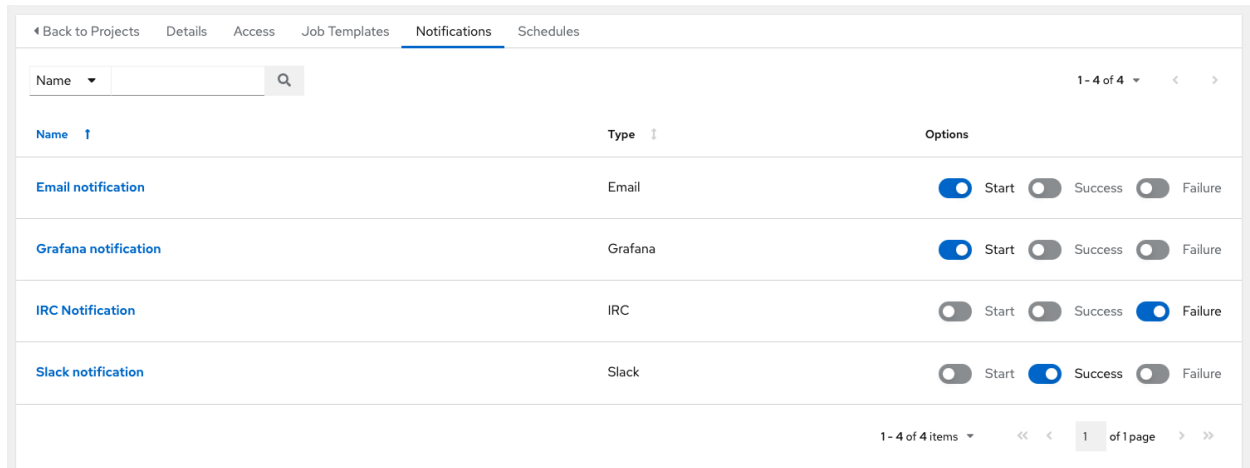 Back to Projects Details Access Job Templates Notifications Schedules
Name 1 - 4 of 4
Name Type Options
Email notification Email Start Success Failure
Grafana notification Grafana Start Success Failure
IRC Notification IRC Start Success Failure
Slack notification Slack Start Success Failure
1 - 4 of 4 items 1 of 1 page